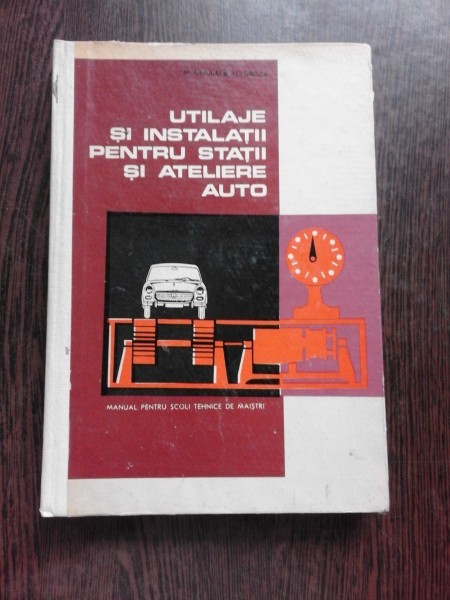 UTILAJE
ȘI INSTALAȚII
PENTRU STAȚII
ȘI ATELIERE
AUTO
MANUAL PENTRU ȘCOLI TEHNICE DE MAIȘTRI